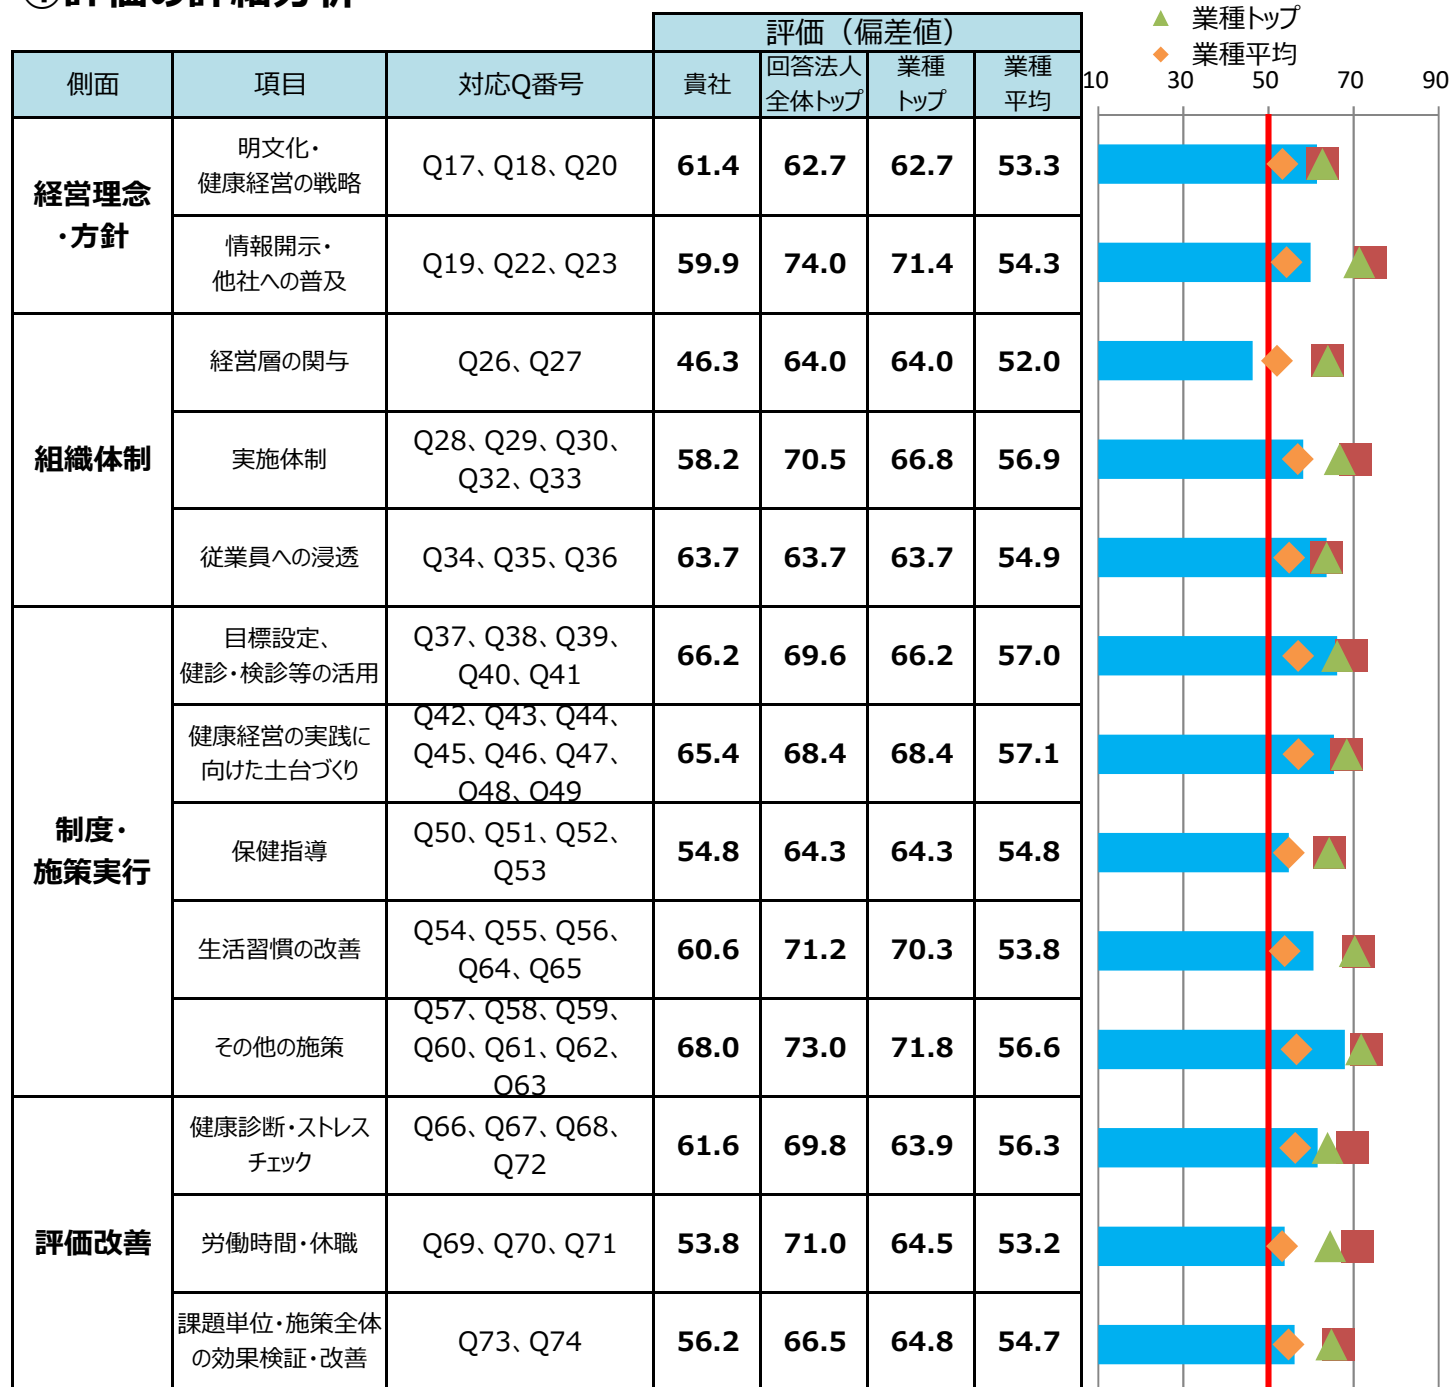 ①評価の詳細分析
▲ 業種トップ
◆ 業種平均
評価（偏差値）
側面 項目 対応Q番号 貴社 回答法人 業種 業種
全体トップ トップ 平均
10 30 50 70 90
経営理念
・方針
明文化・
健康経営の戦略
Q17、Q18、Q20 61.4 62.7 62.7 53.3
情報開示・
他社への普及
Q19、Q22、Q23 59.9 74.0 71.4 54.3
組織体制
経営層の関与 Q26、Q27 46.3 64.0 64.0 52.0
実施体制
Q28、Q29、Q30、
Q32、Q33
58.2 70.5 66.8 56.9
従業員への浸透 Q34、Q35、Q36 63.7 63.7 63.7 54.9
制度・
施策実行
目標設定、
健診・検診等の活用
Q37、Q38、Q39、
Q40、Q41
66.2 69.6 66.2 57.0
健康経営の実践に
向けた土台づくり
Q42、Q43、Q44、
Q45、Q46、Q47、
Q48、Q49
65.4 68.4 68.4 57.1
保健指導
Q50、Q51、Q52、
Q53
54.8 64.3 64.3 54.8
生活習慣の改善
Q54、Q55、Q56、
Q64、Q65
60.6 71.2 70.3 53.8
その他の施策
Q57、Q58、Q59、
Q60、Q61、Q62、
Q63
68.0 73.0 71.8 56.6
評価改善
健康診断・ストレス
チェック
Q66、Q67、Q68、
Q72
61.6 69.8 63.9 56.3
労働時間・休職 Q69、Q70、Q71 53.8 71.0 64.5 53.2
課題単位・施策全体
の効果検証・改善
Q73、Q74 56.2 66.5 64.8 54.7